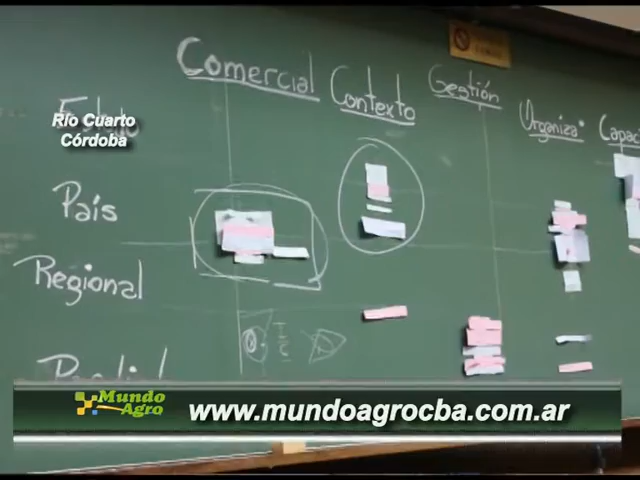 Comercial
Contexto
Gestión
Organiza*
Río Cuarto
Córdoba
País
Regional
Mundo
Agro
www.mundoagrocba.com.ar